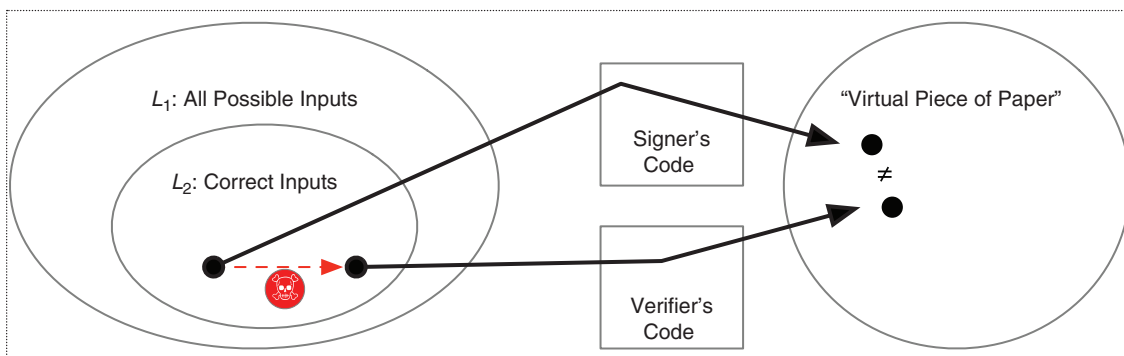 L₁: All Possible Inputs
“Virtual Piece of Paper”
Signer’s
Code
≠
L₂: Correct Inputs
Verifier’s
Code